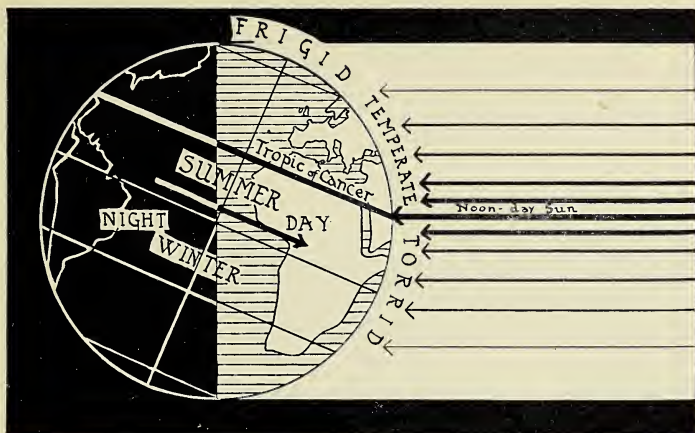 FRIGID
TEMPERATE
TORRID
Tropic of Cancer
SUMMER
Noon-day Sun
NIGHT
DAY
WINTER